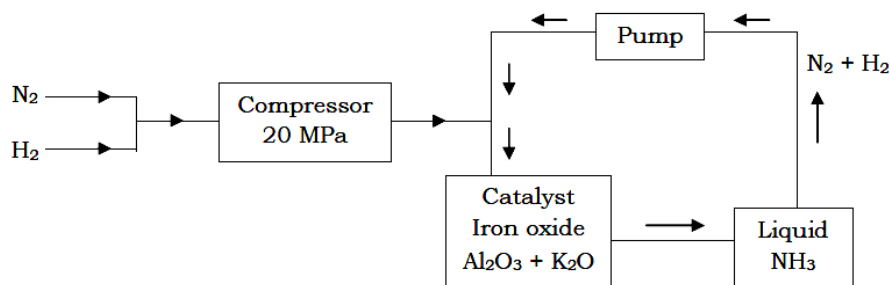 Pump
N₂ + H₂
N₂
H₂
Compressor
20 MPa
Catalyst
Iron oxide
Al₂O₃ + K₂O
Liquid
NH₃